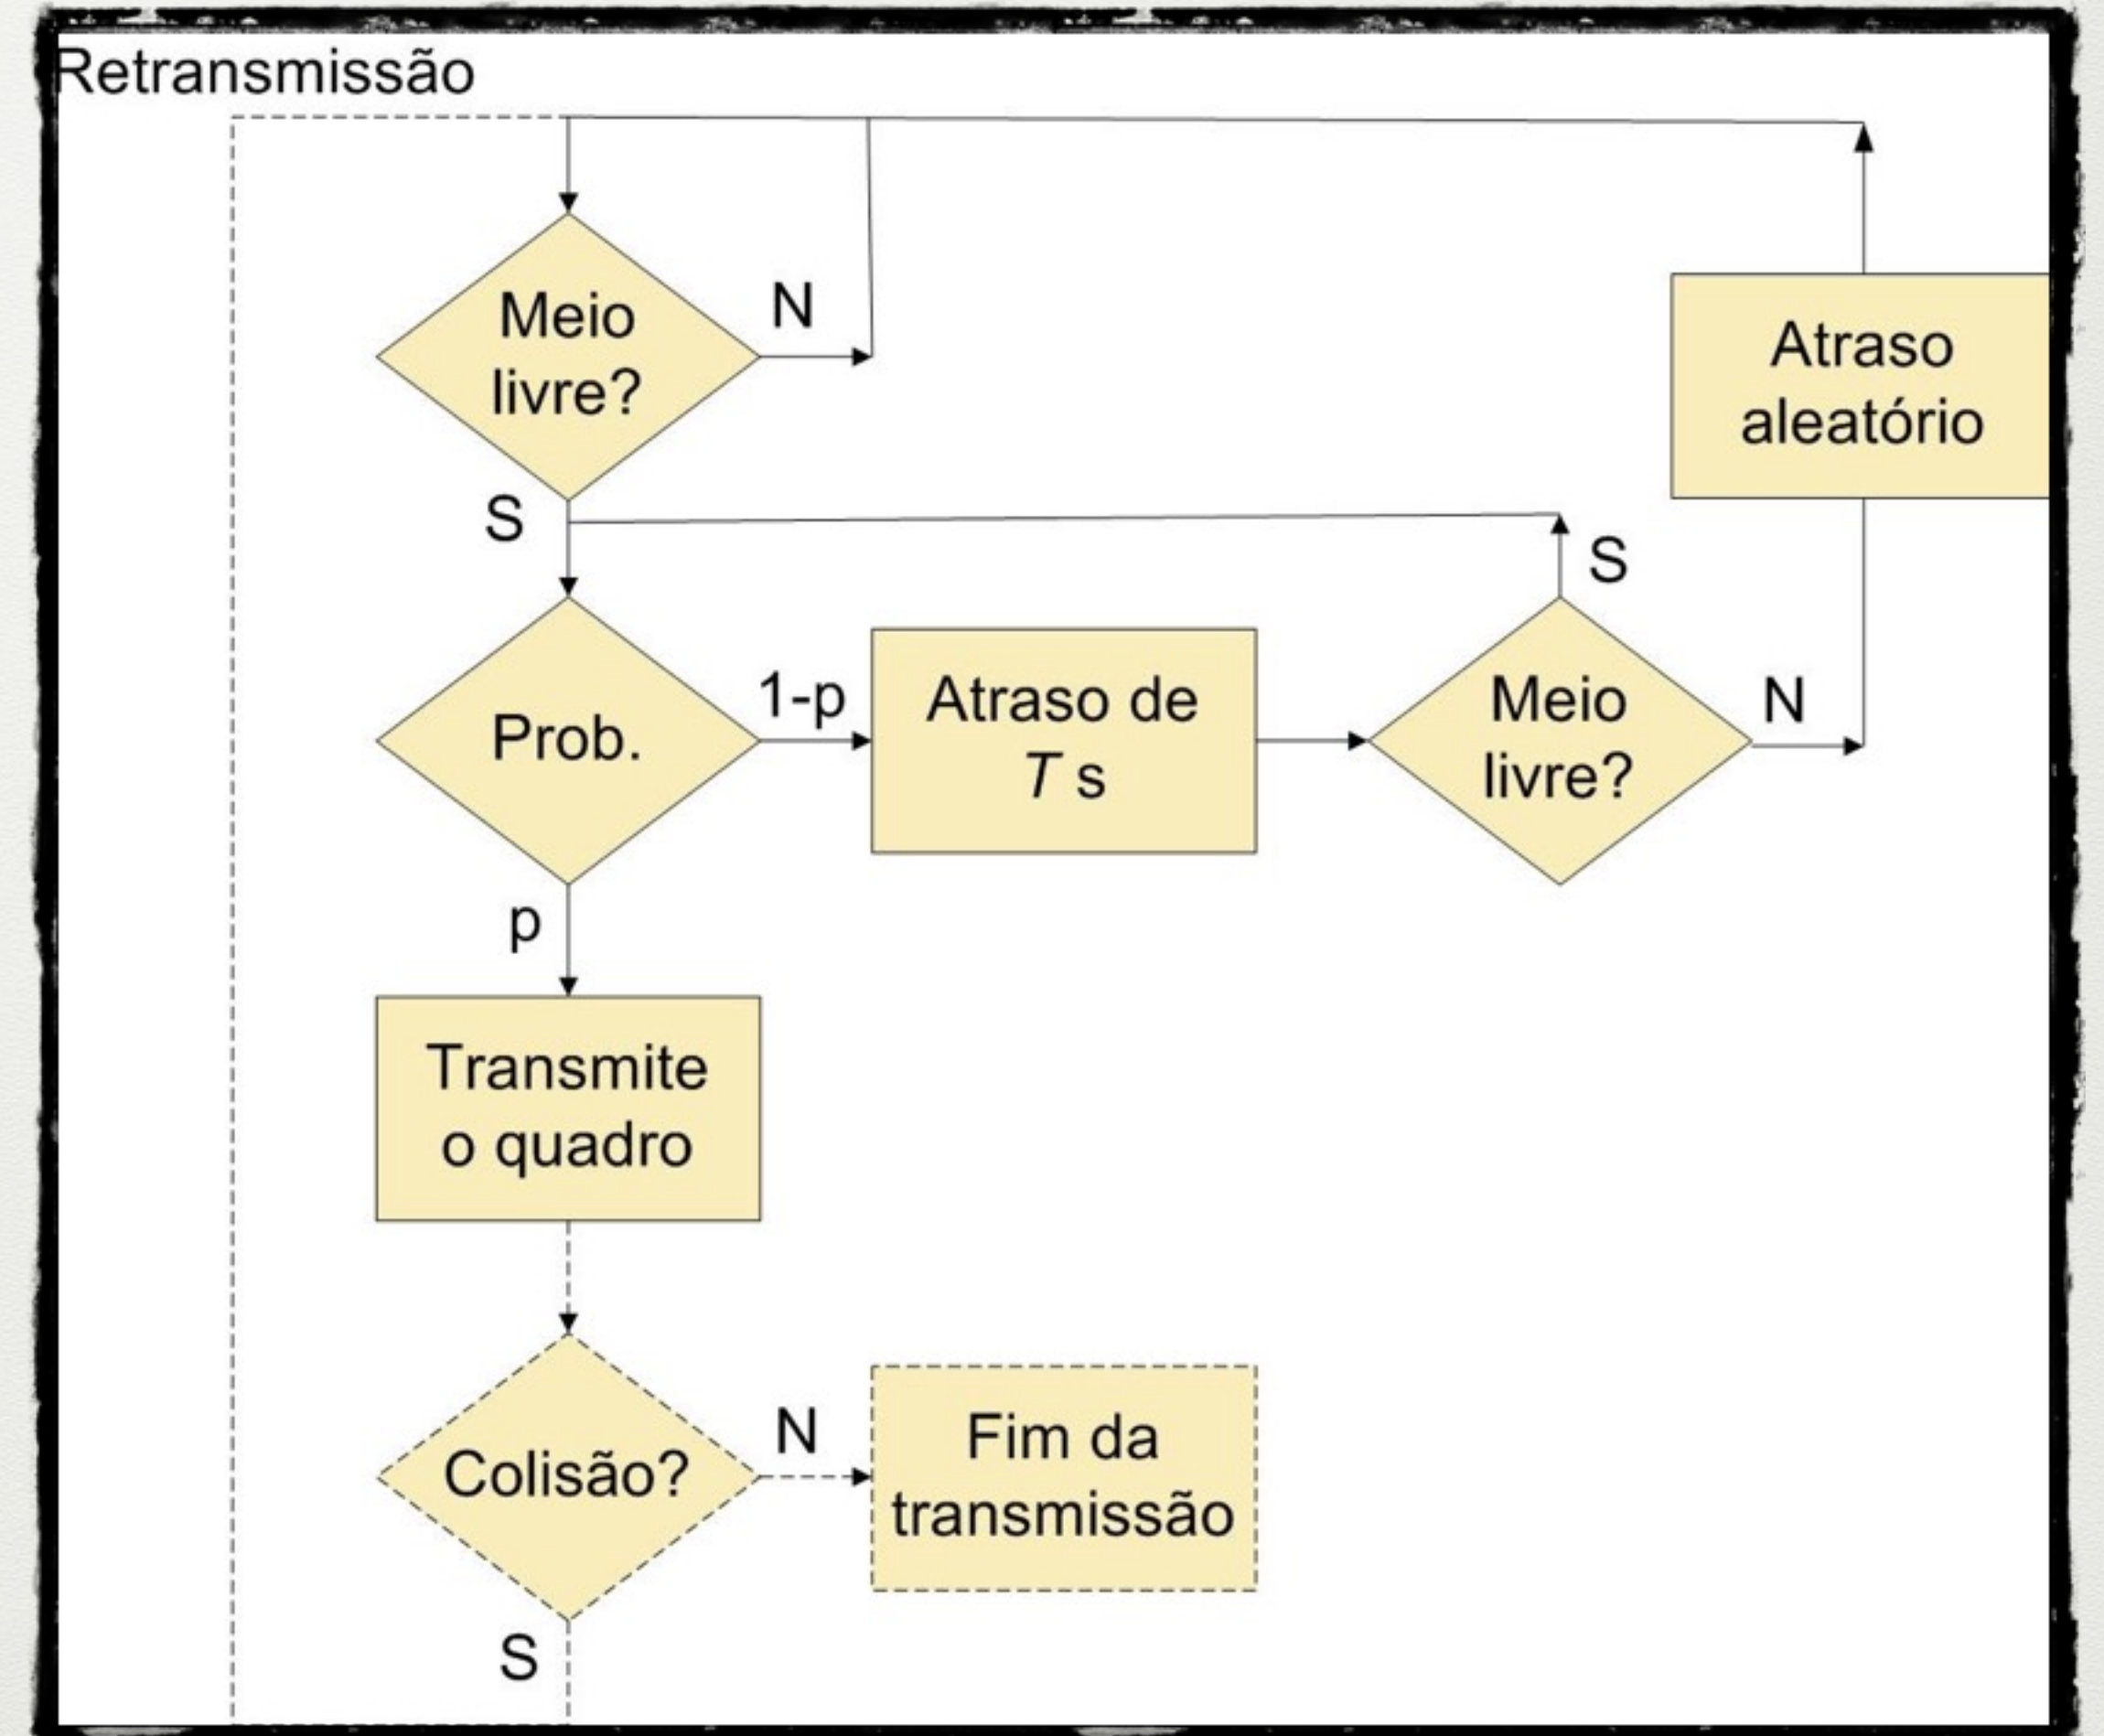 Retransmissão
Meio
livre?
N
Atraso
aleatório
S
S
Prob.
1-p
Atraso de
T s
Meio
livre?
N
p
Transmite
o quadro
Colisão?
N
Fim da
transmissão
S